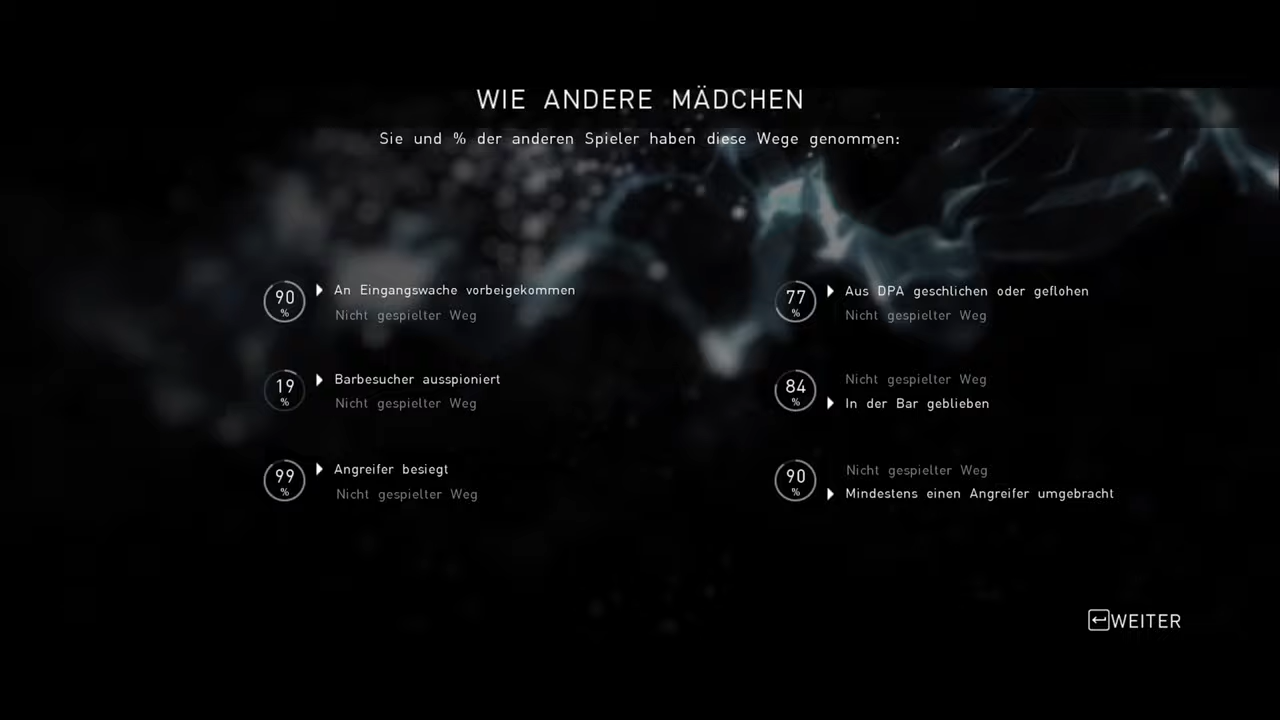 WIE ANDERE MÄDCHEN
Sie und % der anderen Spieler haben diese Wege genommen:
90 %
An Eingangswache vorbeigekommen
Nicht gespielter Weg
77 %
Aus DPA geschlichen oder geflohen
Nicht gespielter Weg
19 %
Barbesucher ausspioniert
Nicht gespielter Weg
84 %
Nicht gespielter Weg
In der Bar geblieben
99 %
Angreifer besiegt
Nicht gespielter Weg
90 %
Nicht gespielter Weg
Mindestens einen Angreifer umgebracht
WEITER